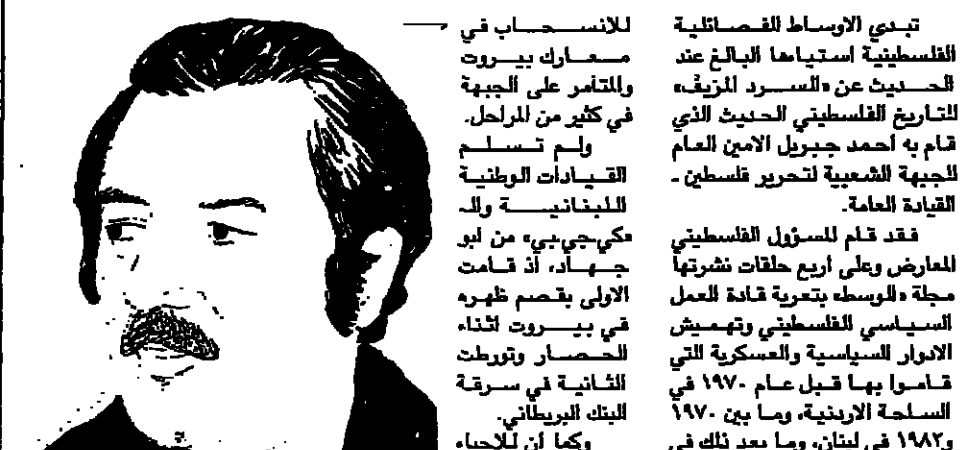 تبدي الاوساط الفصائلية
الفلسطينية استياءها البالغ عند
الحديث عن «السرد المزيف»
للتأريخ الفلسطيني الحديث الذي
قام به احمد جبريل الامين العام
للجبهة الشعبية لتحرير فلسطين ـ
القيادة العامة.
فقد قام المسؤول الفلسطيني
المعارض وعلى أربع حلقات نشرتها
مجلة «الوسط» بتعرية قادة العمل
السياسي الفلسطيني وتهميش
الادوار السياسية والعسكرية التي
قاموا بها قبل عام ١٩٧٠ في
الساحة الاردنية، وما بين ١٩٧٠
و١٩٨٢ في لبنان، وما بعد ذلك في
للانسحاب في
معارك بيروت
والتآمر على الجبهة
في كثير من المراحل.
ولم تسلم
القيادات الوطنية
اللبنانية والـ
«كي.جي.بي» من ابو
جهاد، اذ قامت
الاولى بقصم ظهره
في بيروت اثناء
الحصار وتورطت
الثانية في سرقة
البنك البريطاني.
وكما أن للاحياء